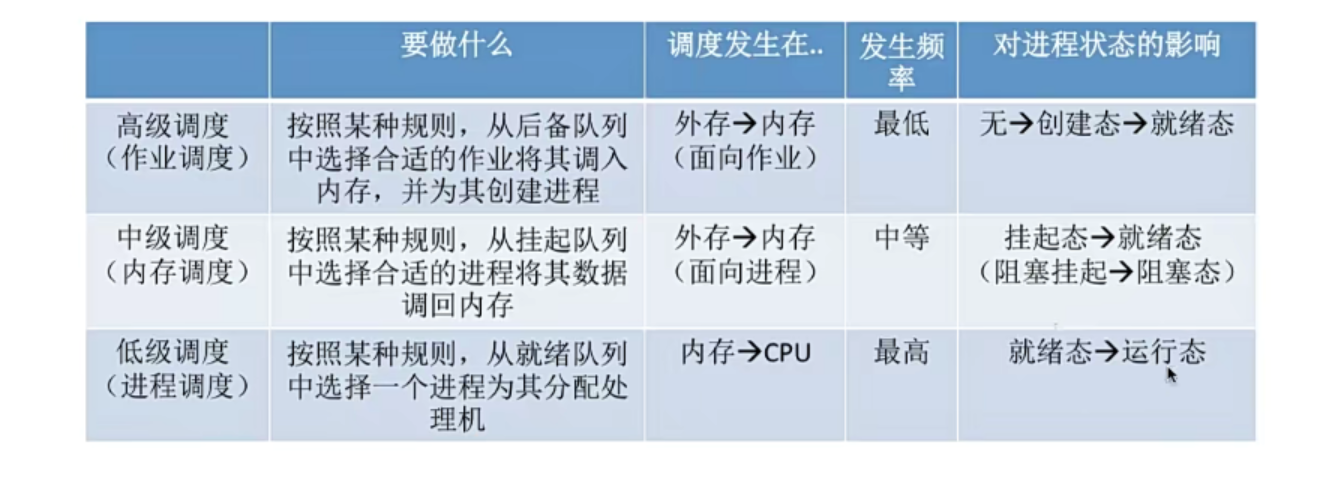 要做什么
调度发生在..
发生频
率
对进程状态的影响
高级调度
（作业调度）
按照某种规则，从后备队列
中选择合适的作业将其调入
内存，并为其创建进程
外存→内存
（面向作业）
最低
无→创建态→就绪态
中级调度
（内存调度）
按照某种规则，从挂起队列
中选择合适的进程将其数据
调回内存
外存→内存
（面向进程）
中等
挂起态→就绪态
（阻塞挂起→阻塞态）
低级调度
（进程调度）
按照某种规则，从就绪队列
中选择一个进程为其分配处
理机
内存→CPU
最高
就绪态→运行态